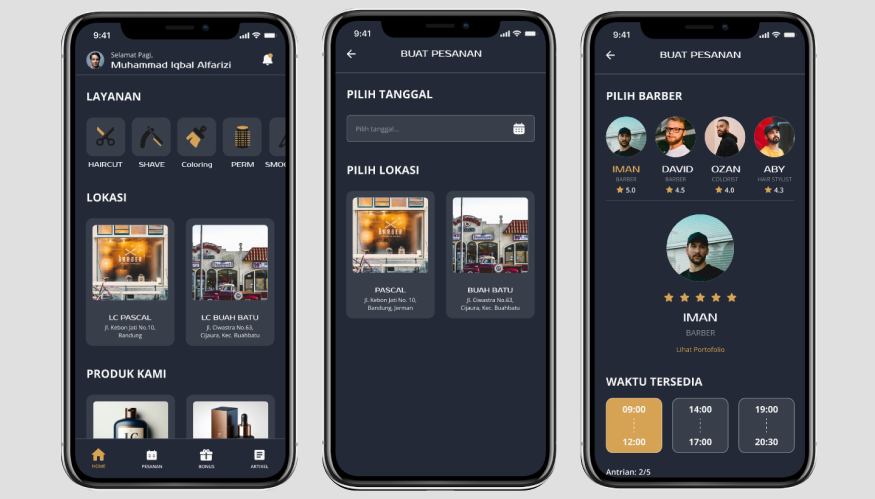 9:41
Selamat Pagi,
Muhammad Iqbal Alfarizi
LAYANAN
HAIRCUT
SHAVE
Coloring
PERM
SMOO
LOKASI
BARBER
LC PASCAL
Jl. Kebon Jati No.10,
Bandung
LC BUAH BATU
Jl. Ciwastra No.63,
Cijaura, Kec. Buahbatu
PRODUK KAMI
LC
HOME
PESANAN
BONUS
ARTIKEL
9:41
BUAT PESANAN
PILIH TANGGAL
Pilih tanggal...
PILIH LOKASI
BARBER
PASCAL
Jl. Kebon Jati No. 10,
Bandung, Jerman
BUAH BATU
Jl. Ciwastra No.63,
Cijaura, Kec. Buahbatu
9:41
BUAT PESANAN
PILIH BARBER
IMAN
BARBER
5.0
DAVID
BARBER
4.5
OZAN
COLORIST
4.0
ABY
HAIR STYLIST
4.3
IMAN
BARBER
Lihat Portofolio
WAKTU TERSEDIA
09:00
12:00
14:00
17:00
19:00
20:30
Antrian: 2/5